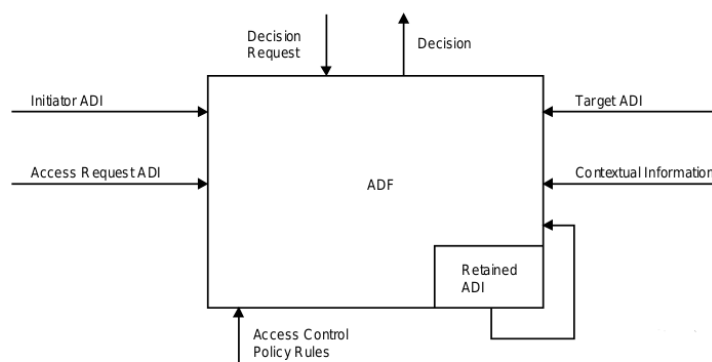 Decision
Request
Decision
Initiator ADI
Target ADI
Access Request ADI
ADF
Contextual Information
Retained
ADI
Access Control
Policy Rules